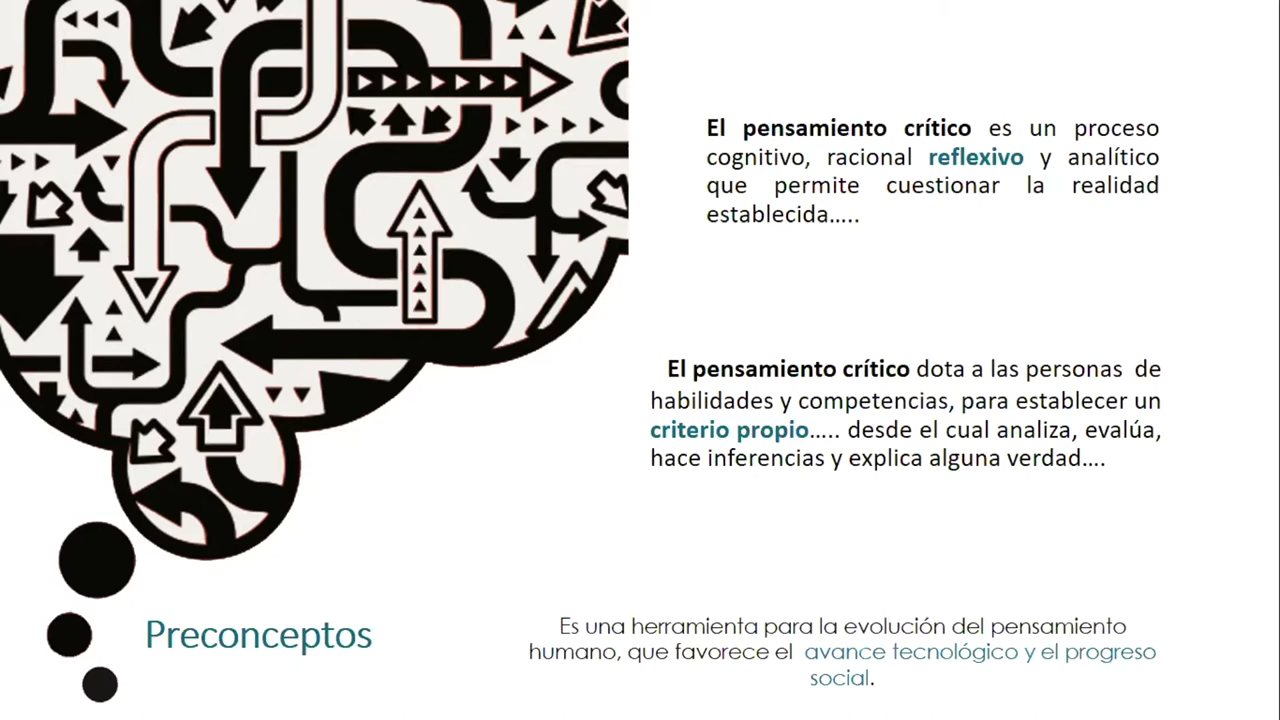 El pensamiento crítico es un proceso
cognitivo, racional reflexivo y analítico
que permite cuestionar la realidad
establecida…..
El pensamiento crítico dota a las personas de
habilidades y competencias, para establecer un
criterio propio….. desde el cual analiza, evalúa,
hace inferencias y explica alguna verdad….
Preconceptos
Es una herramienta para la evolución del pensamiento
humano, que favorece el avance tecnológico y el progreso
social.